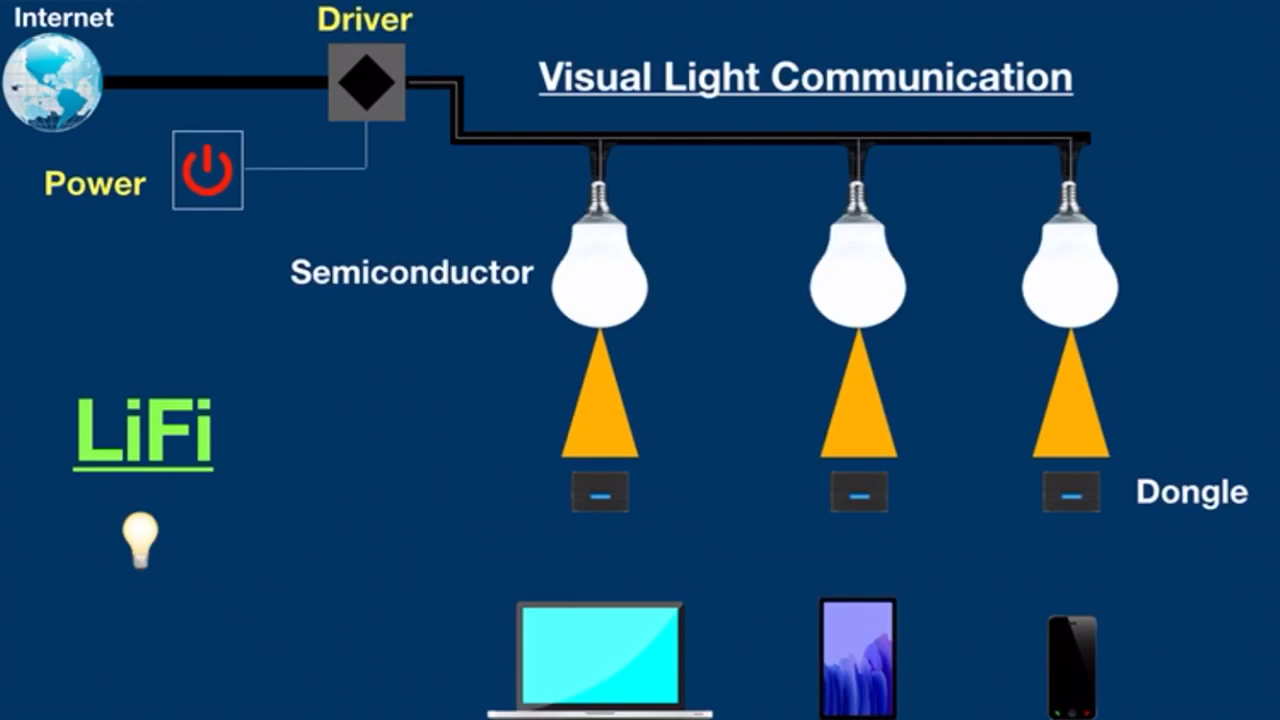 Internet
Driver
Visual Light Communication
Power
Semiconductor
LiFi
Dongle